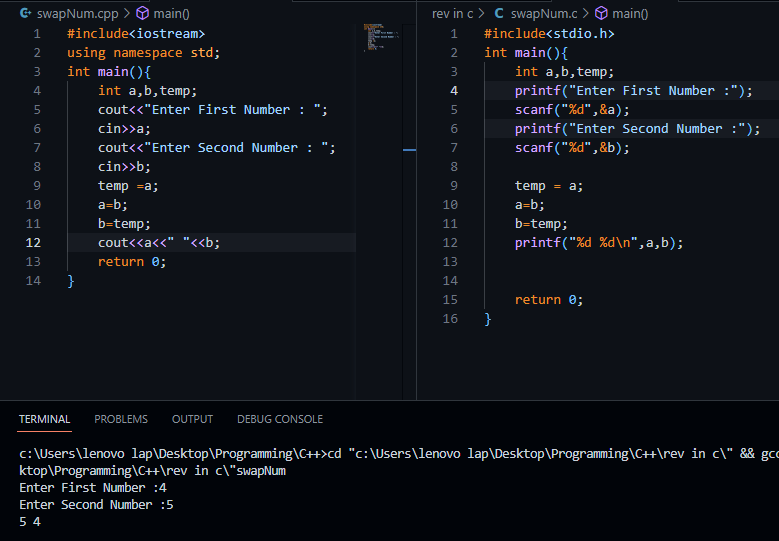 swapNum.cpp > main()
1 #include<iostream>
2 using namespace std;
3 int main(){
4 int a,b,temp;
5 cout<<"Enter First Number : ";
6 cin>>a;
7 cout<<"Enter Second Number : ";
8 cin>>b;
9 temp =a;
10 a=b;
11 b=temp;
12 cout<<a<<" "<<b;
13 return 0;
14 }
rev in c > C swapNum.c > main()
1 #include<stdio.h>
2 int main(){
3 int a,b,temp;
4 printf("Enter First Number :");
5 scanf("%d",&a);
6 printf("Enter Second Number :");
7 scanf("%d",&b);
8
9 temp = a;
10 a=b;
11 b=temp;
12 printf("%d %d\n",a,b);
13
14
15 return 0;
16 }
TERMINAL PROBLEMS OUTPUT DEBUG CONSOLE
c:\Users\lenovo lap\Desktop\Programming\C++>cd "c:\Users\lenovo lap\Desktop\Programming\C++\rev in c\" && gcc
ktop\Programming\C++\rev in c\"swapNum
Enter First Number :4
Enter Second Number :5
5 4